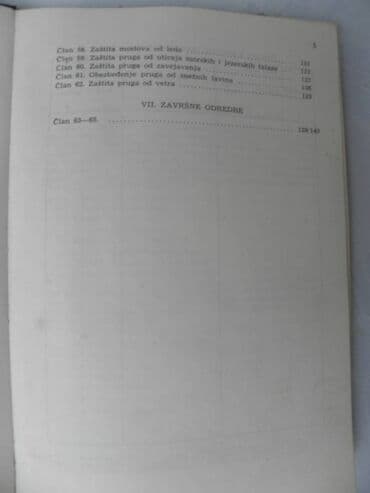 5
Član 58. Zaštita mostova od leda 121
Član 59. Zaštita pruga od uticaja morskih i jezerskih talasa 121
Član 60. Zaštita pruga od zavejavanja
Član 61. Obezbeđenje pruga od snežnih lavina
Član 62. Zaštita pruga od vetra
VII. ZAVRŠNE ODREDBE
Član 63—65.